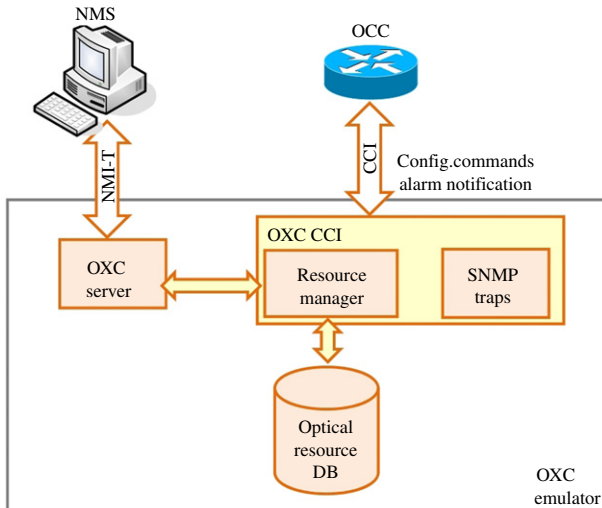 NMS
OCC
NMI-T
CCI
Config.commands
alarm notification
OXC CCI
OXC
server
Resource
manager
SNMP
traps
Optical
resource
DB
OXC
emulator